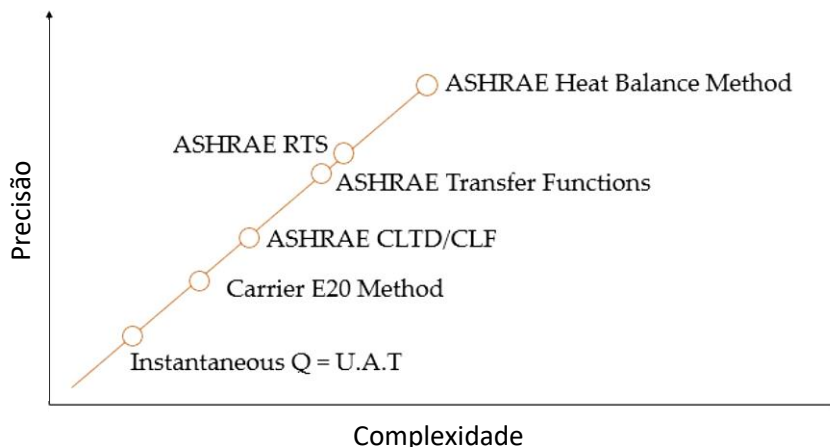 ASHRAE Heat Balance Method
ASHRAE RTS
ASHRAE Transfer Functions
Precisão
ASHRAE CLTD/CLF
Carrier E20 Method
Instantaneous Q = U.A.T
Complexidade